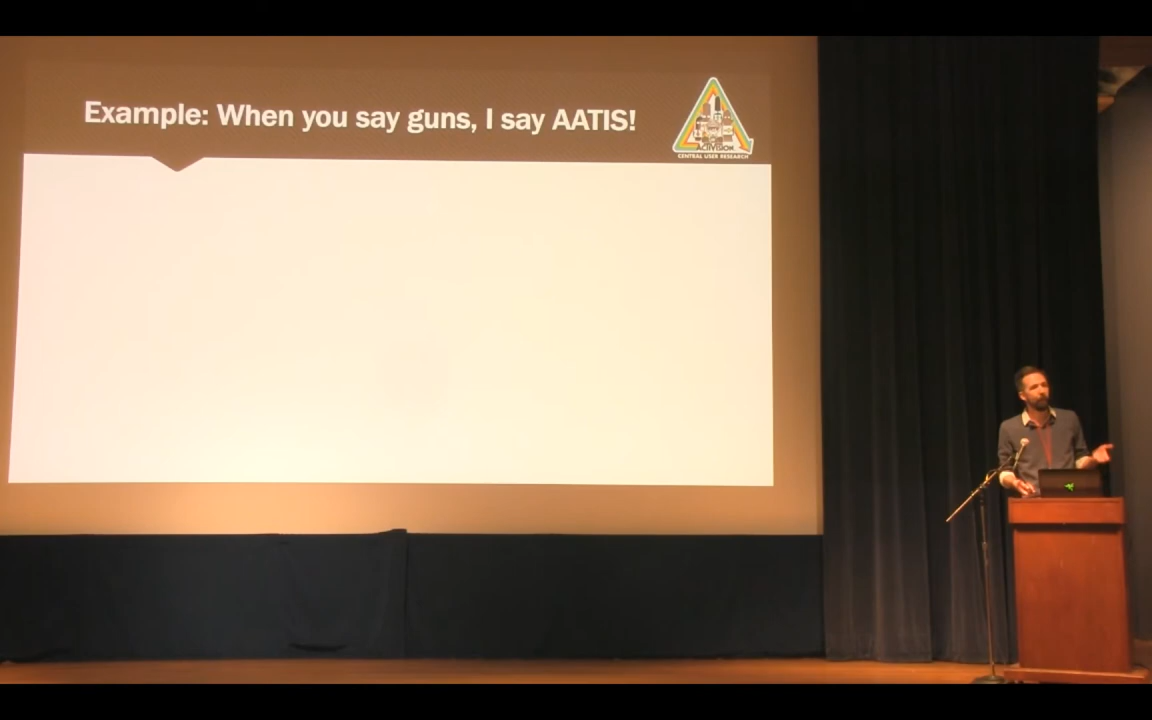 Example: When you say guns, I say AATIS!
ACTIVISION
CENTRAL USER RESEARCH